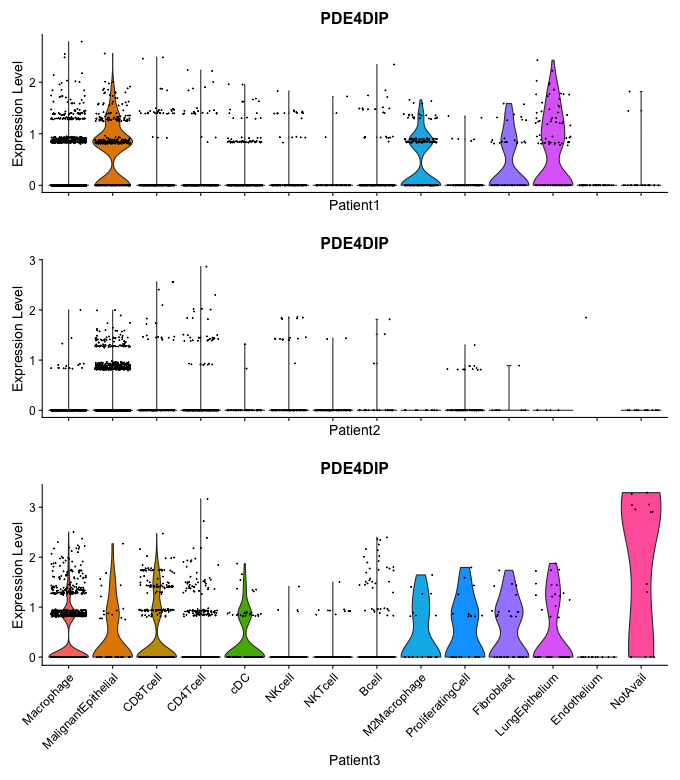 PDE4DIP
Expression Level
2
1
0
Patient1
PDE4DIP
Expression Level
3
2
1
0
Patient2
PDE4DIP
Expression Level
3
2
1
0
Macrophage
MalignantEpithelial
CD8Tcell
CD4Tcell
cDC
NKcell
NKTcell
Bcell
M2Macrophage
ProliferatingCell
Fibroblast
LungEpithelium
Endothelium
NotAvail
Patient3